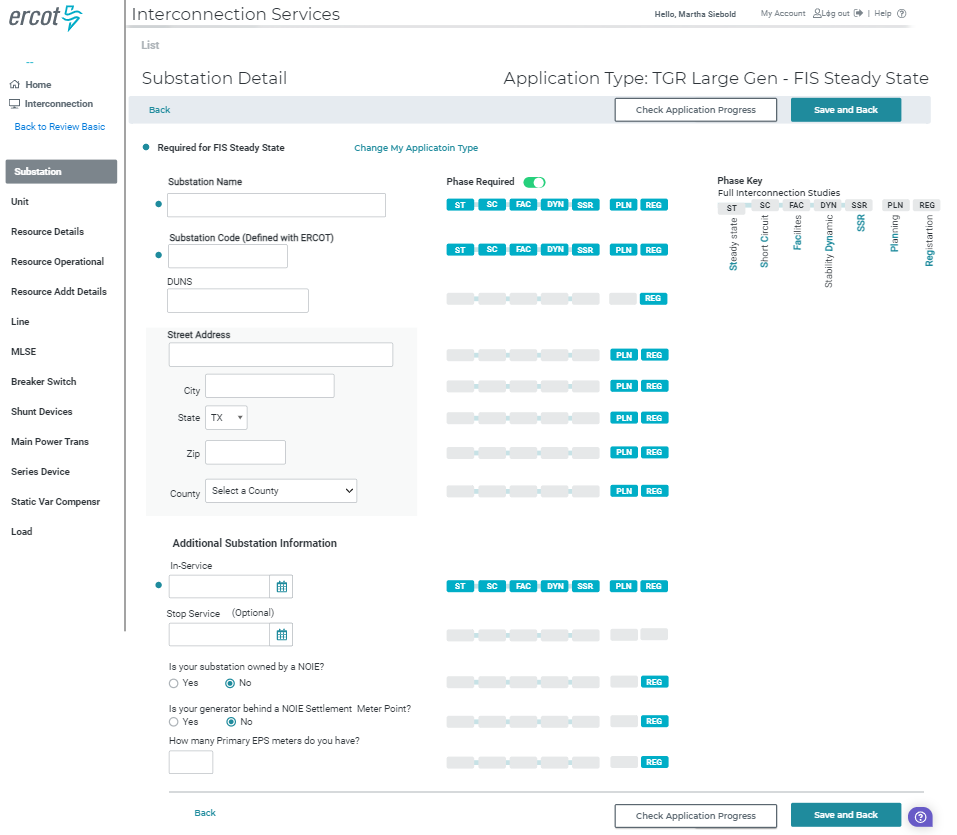 ercot
Interconnection Services
Hello, Martha Siebold
My Account
Log out
| Help
--
Home
Interconnection
Back to Review Basic
Substation
Unit
Resource Details
Resource Operational
Resource Addt Details
Line
MLSE
Breaker Switch
Shunt Devices
Main Power Trans
Series Device
Static Var Compensr
Load
List
Substation Detail
Application Type: TGR Large Gen - FIS Steady State
Back
Check Application Progress
Save and Back
Required for FIS Steady State
Change My Applicatoin Type
Substation Name
Phase Required
ST SC FAC DYN SSR PLN REG
Phase Key
Full Interconnection Studies
ST SC FAC DYN SSR PLN REG
Steady state
Short Circuit
Facilites
Stability Dynamic
SSR
Planning
Registartion
Substation Code (Defined with ERCOT)
ST SC FAC DYN SSR PLN REG
DUNS
REG
Street Address
PLN REG
City
PLN REG
State TX
PLN REG
Zip
PLN REG
County Select a County
PLN REG
Additional Substation Information
In-Service
ST SC FAC DYN SSR PLN REG
Stop Service (Optional)
Is your substation owned by a NOIE?
Yes No
REG
Is your generator behind a NOIE Settlement Meter Point?
Yes No
REG
How many Primary EPS meters do you have?
REG
Back
Check Application Progress
Save and Back